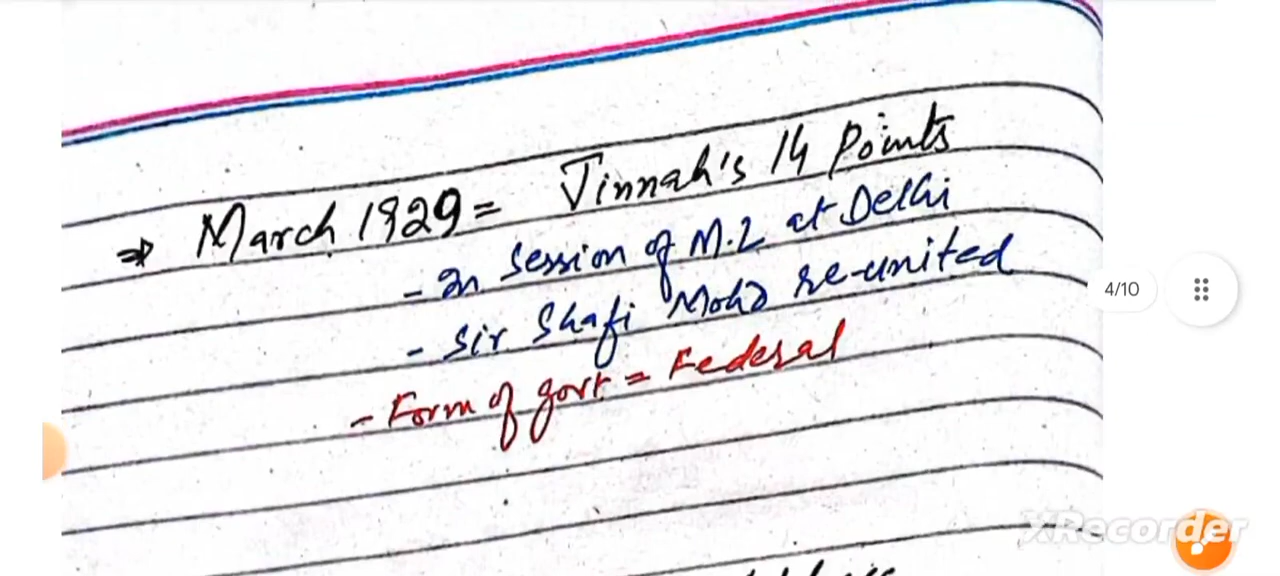 ⇒ March 1929 = Jinnah's 14 Points
- In Session of M.L at Delhi
- Sir Shafi Mohd re-united
- Form of govt = Federal
4/10
XRecorder